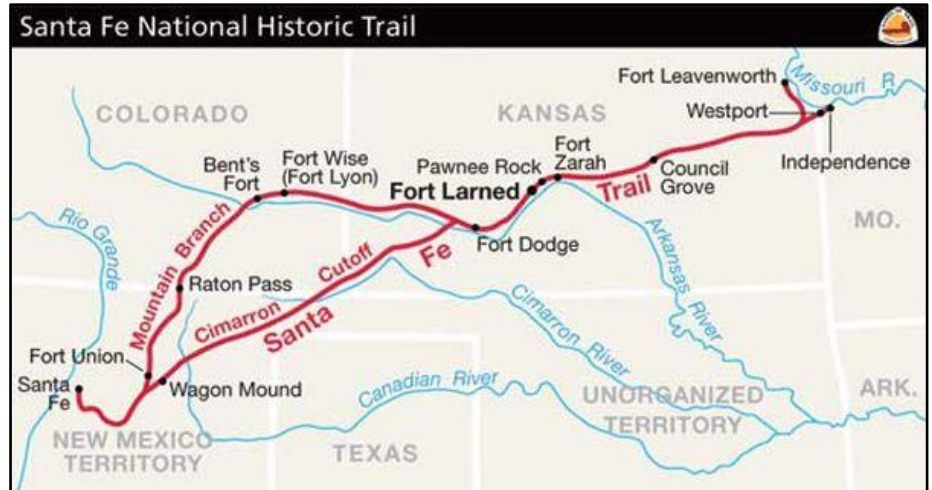 Santa Fe National Historic Trail
Fort Leavenworth
Missouri R
COLORADO
KANSAS
Westport
Independence
Fort
Zarah
Pawnee Rock
Fort Larned
Council
Grove
Trail
Bent's
Fort
Fort Wise
(Fort Lyon)
MO.
Rio Grande
Mountain Branch
Fort Dodge
Fe
Arkansas River
Raton Pass
Cimarron Cutoff
Santa
Cimarron River
Fort Union
Santa
Fe
Wagon Mound
Canadian River
UNORGANIZED
TERRITORY
ARK.
NEW MEXICO
TERRITORY
TEXAS